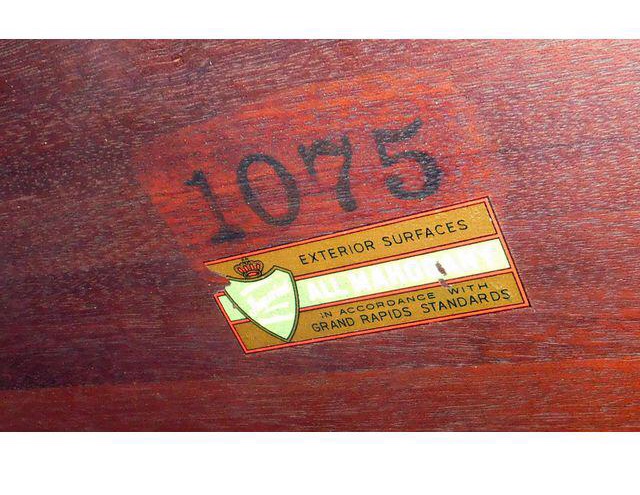 1075
EXTERIOR SURFACES
ALL MAHOGANY
IN ACCORDANCE WITH
GRAND RAPIDS STANDARDS